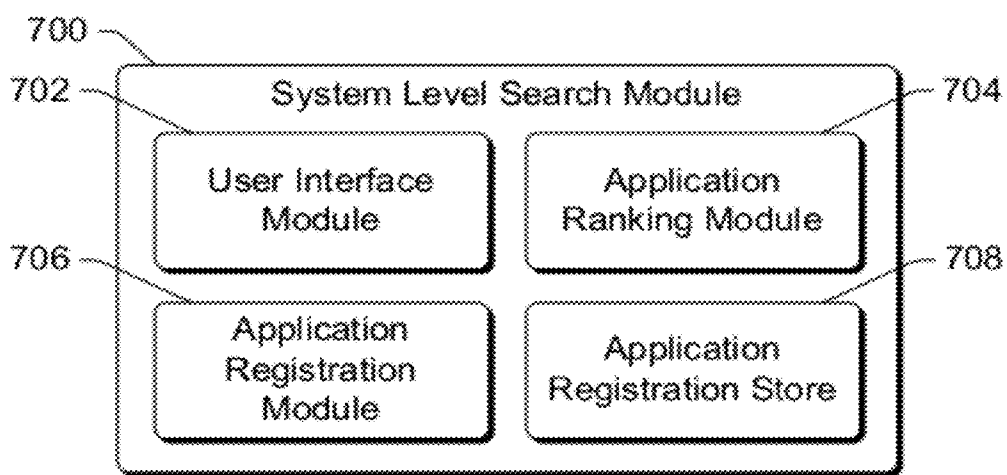 700
System Level Search Module
702
704
User Interface
Module
Application
Ranking Module
706
708
Application
Registration
Module
Application
Registration Store